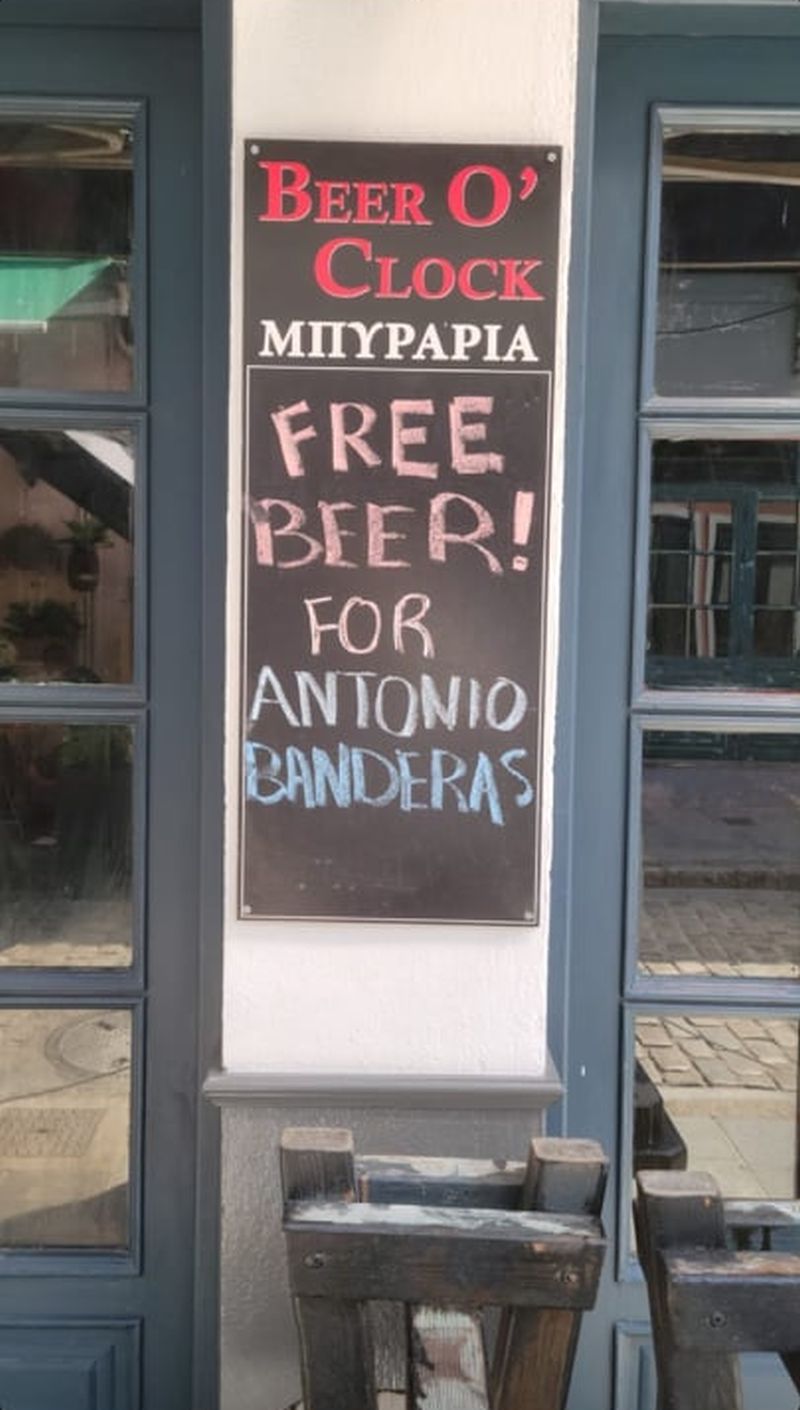 BEER O'
CLOCK
ΜΠΥΡΑΡΙΑ
FREE
BEER!
FOR
ANTONIO
BANDERAS